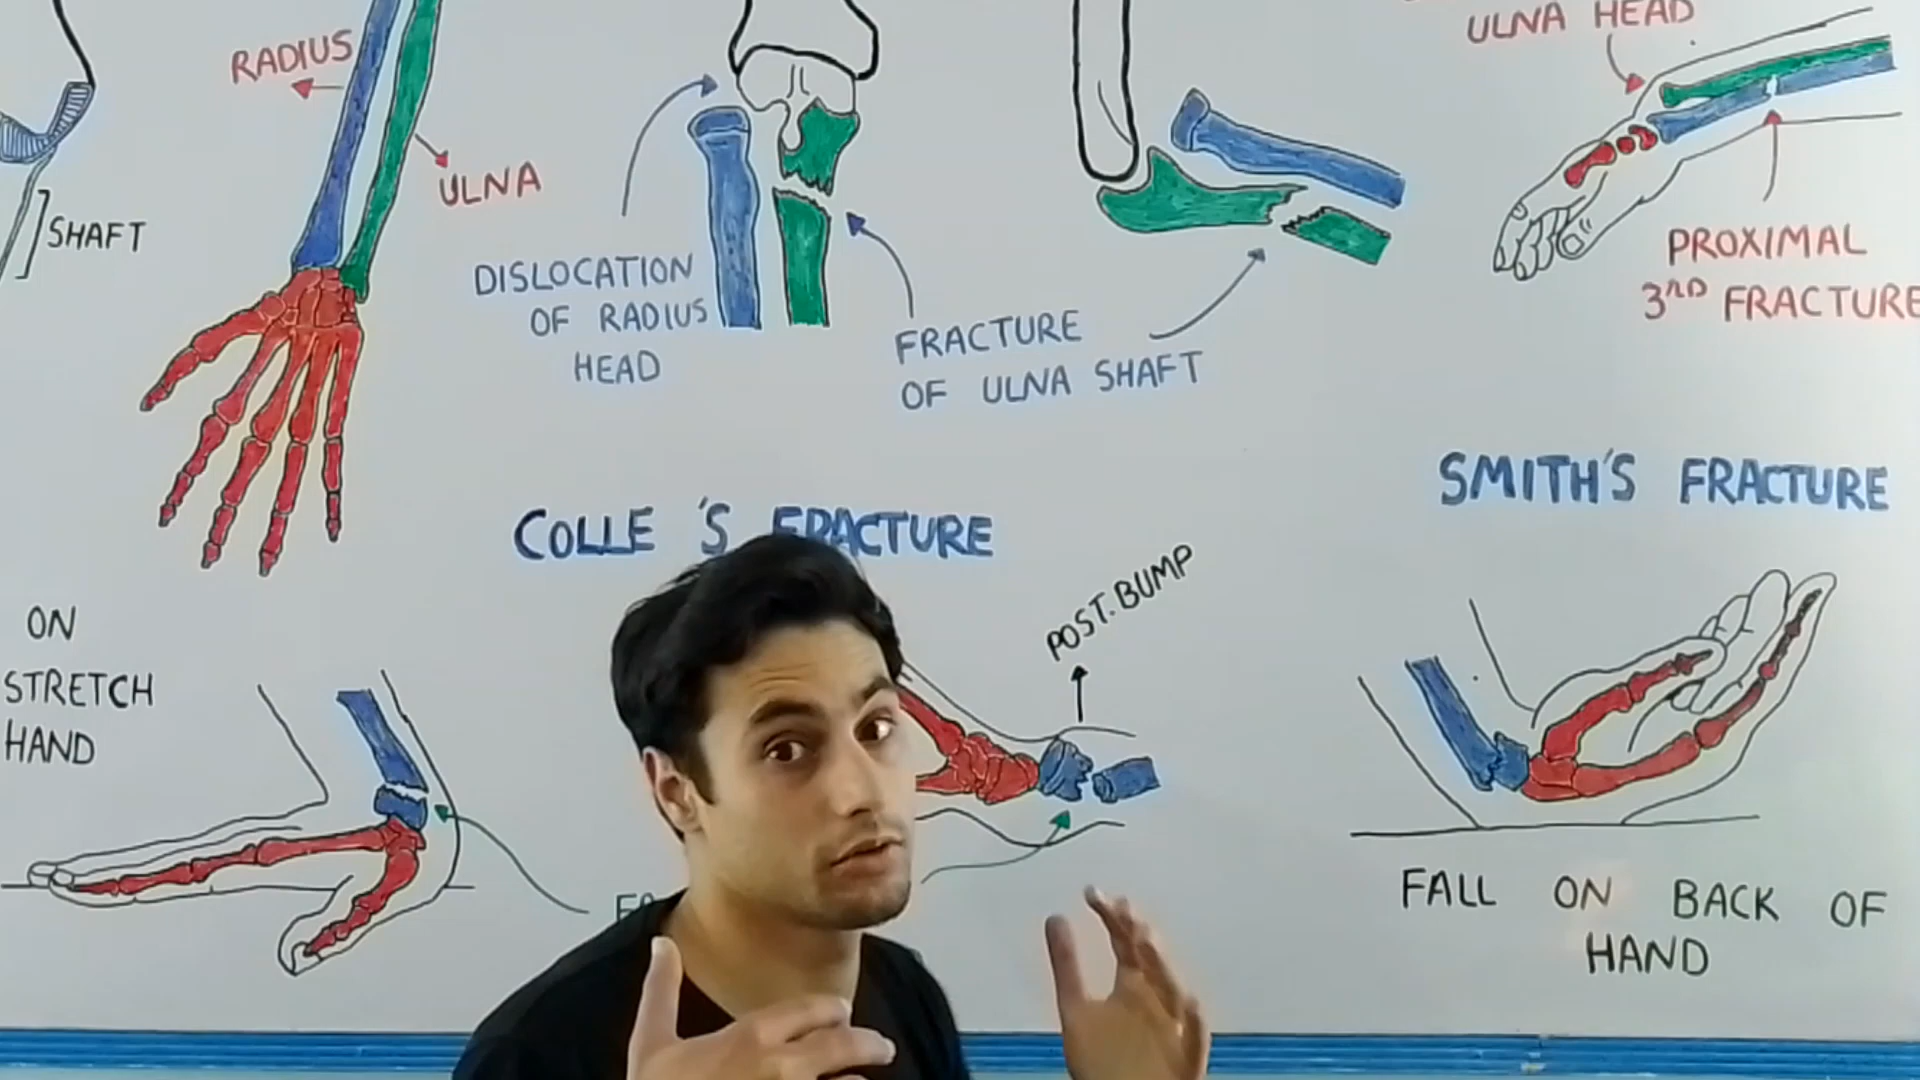 RADIUS
ULNA
SHAFT
DISLOCATION
OF RADIUS
HEAD
FRACTURE
OF ULNA SHAFT
ULNA HEAD
PROXIMAL
3RD FRACTURE
COLLE'S FRACTURE
POST. BUMP
SMITH'S FRACTURE
ON
STRETCH
HAND
FALL ON BACK OF
HAND